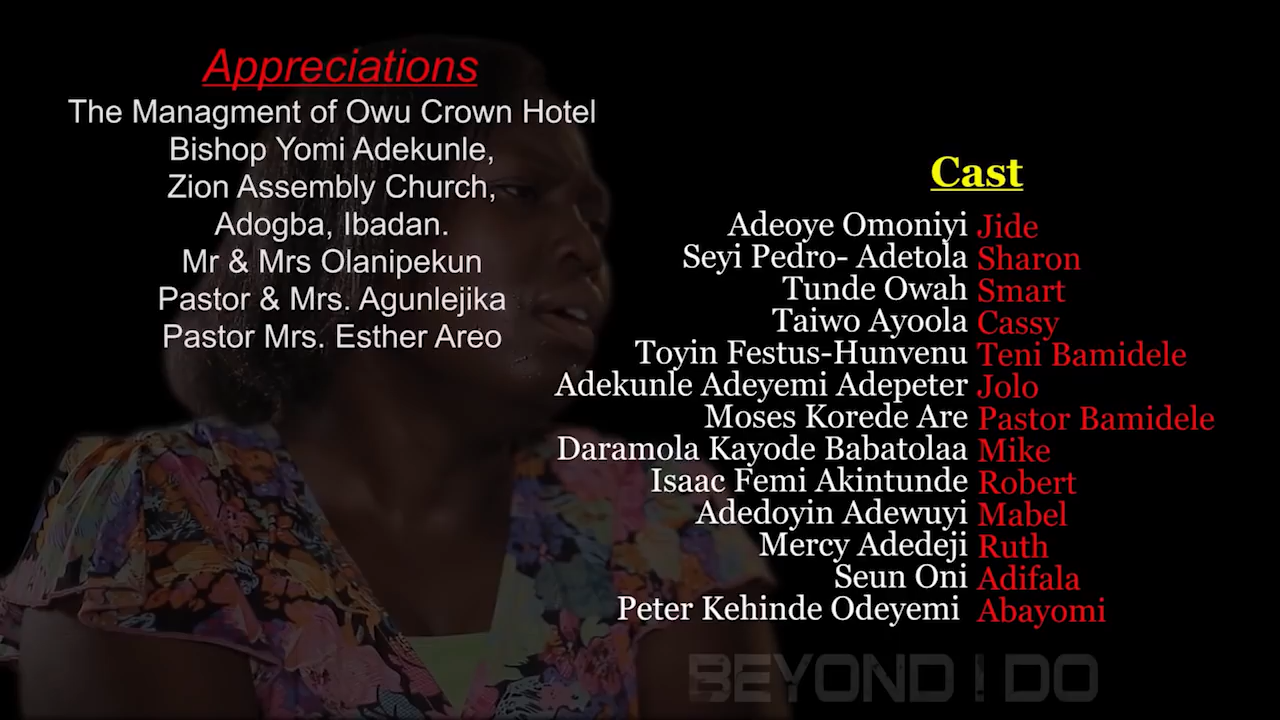 Appreciations
The Managment of Owu Crown Hotel
Bishop Yomi Adekunle,
Zion Assembly Church,
Adogba, Ibadan.
Mr & Mrs Olanipekun
Pastor & Mrs. Agunlejika
Pastor Mrs. Esther Areo
Cast
Adeoye Omoniyi Jide
Seyi Pedro- Adetola Sharon
Tunde Owah Smart
Taiwo Ayoola Cassy
Toyin Festus-Hunvenu Teni Bamidele
Adekunle Adeyemi Adepeter Jolo
Moses Korede Are Pastor Bamidele
Daramola Kayode Babatolaa Mike
Isaac Femi Akintunde Robert
Adedoyin Adewuyi Mabel
Mercy Adedeji Ruth
Seun Oni Adifala
Peter Kehinde Odeyemi Abayomi
BEYOND I DO